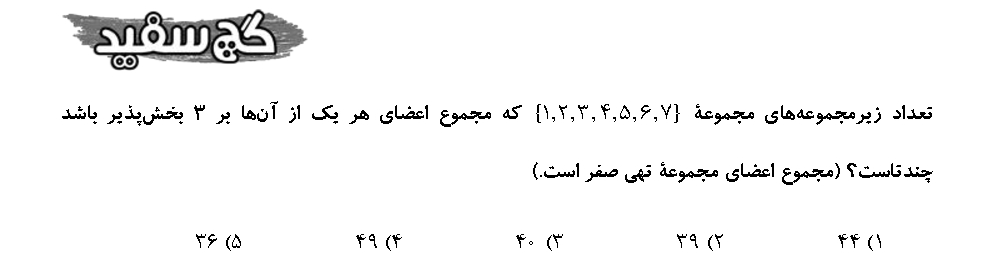 گچ سفید
تعداد زیرمجموعه‌های مجموعهٔ {۱,۲,۳,۴,۵,۶,۷} که مجموع اعضای هر یک از آن‌ها بر ۳ بخش‌پذیر باشد
چندتاست؟ (مجموع اعضای مجموعهٔ تهی صفر است.)
۱) ۴۴ ۲) ۳۹ ۳) ۴۰ ۴) ۴۹ ۵) ۳۶